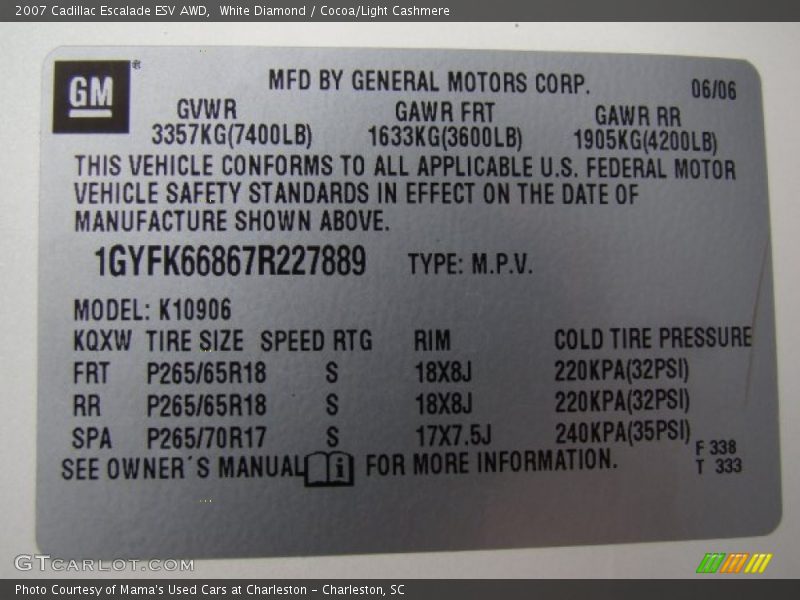 2007 Cadillac Escalade ESV AWD,  White Diamond / Cocoa/Light Cashmere
GM® MFD BY GENERAL MOTORS CORP. 06/06
GVWR GAWR FRT GAWR RR
3357KG(7400LB) 1633KG(3600LB) 1905KG(4200LB)
THIS VEHICLE CONFORMS TO ALL APPLICABLE U.S. FEDERAL MOTOR
VEHICLE SAFETY STANDARDS IN EFFECT ON THE DATE OF
MANUFACTURE SHOWN ABOVE.
1GYFK66867R227889 TYPE: M.P.V.
MODEL: K10906
KQXW TIRE SIZE SPEED RTG RIM COLD TIRE PRESSURE
FRT P265/65R18 S 18X8J 220KPA(32PSI)
RR P265/65R18 S 18X8J 220KPA(32PSI)
SPA P265/70R17 S 17X7.5J 240KPA(35PSI)
F 338
SEE OWNER´S MANUAL i FOR MORE INFORMATION.
T 333
GTCARLOT.COM
Photo Courtesy of Mama's Used Cars at Charleston - Charleston, SC